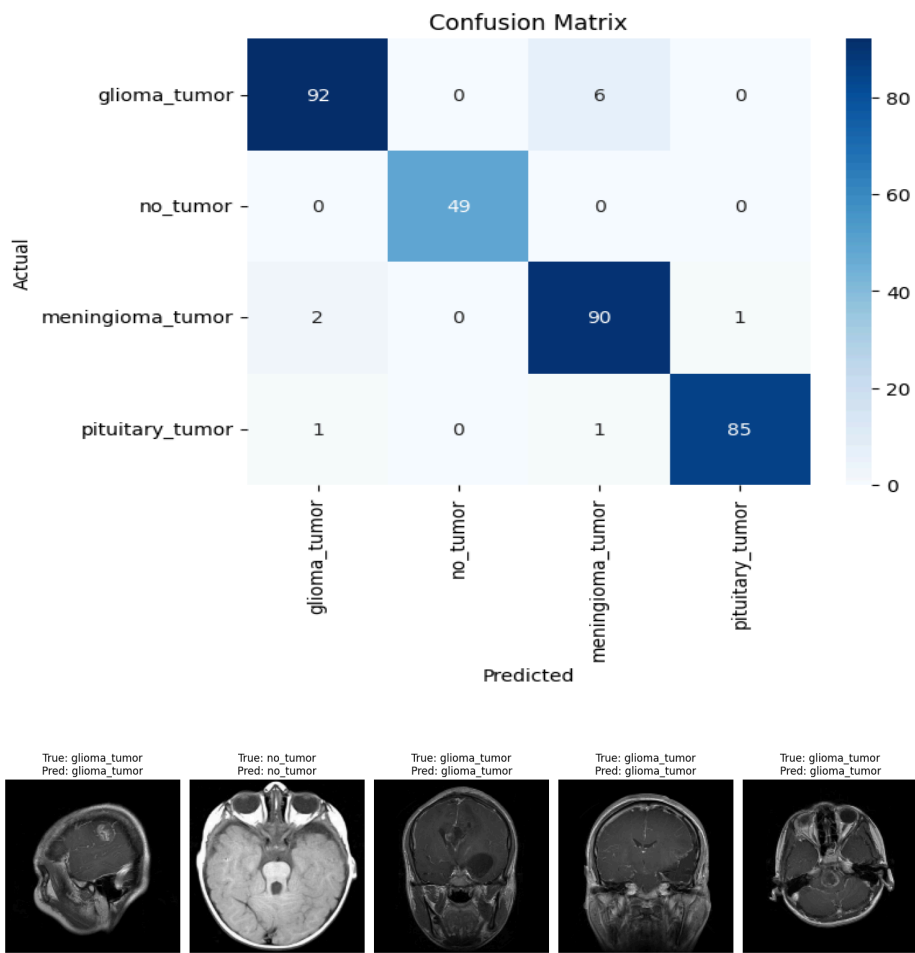 Confusion Matrix
Actual
glioma_tumor
92 0 6 0
no_tumor
0 49 0 0
meningioma_tumor
2 0 90 1
pituitary_tumor
1 0 1 85
80
60
40
20
0
glioma_tumor
no_tumor
meningioma_tumor
pituitary_tumor
Predicted
True: glioma_tumor
Pred: glioma_tumor
True: no_tumor
Pred: no_tumor
True: glioma_tumor
Pred: glioma_tumor
True: glioma_tumor
Pred: glioma_tumor
True: glioma_tumor
Pred: glioma_tumor